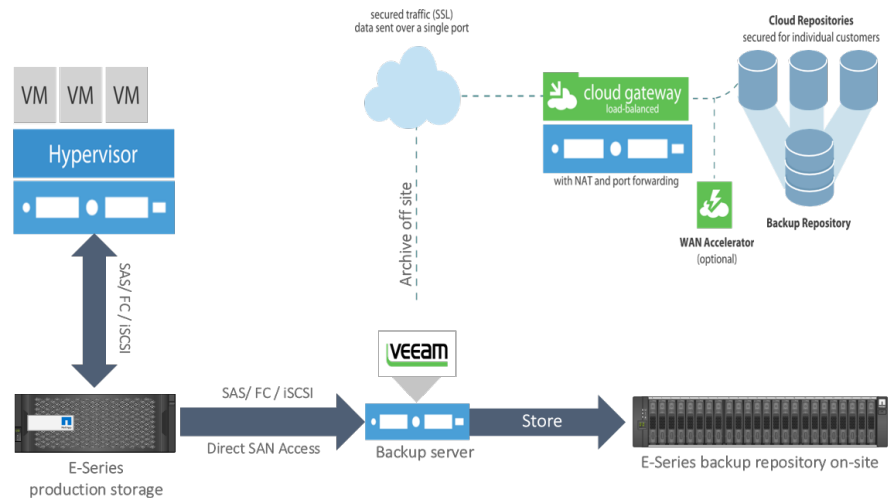 secured traffic (SSL)
data sent over a single port
Cloud Repositories
secured for individual customers
VM VM VM
cloud gateway
load-balanced
Hypervisor
with NAT and port forwarding
Backup Repository
WAN Accelerator
(optional)
Archive off site
SAS/ FC / iSCSI
veeam
SAS/ FC / iSCSI
Store
Direct SAN Access
Backup server
E-Series
production storage
E-Series backup repository on-site